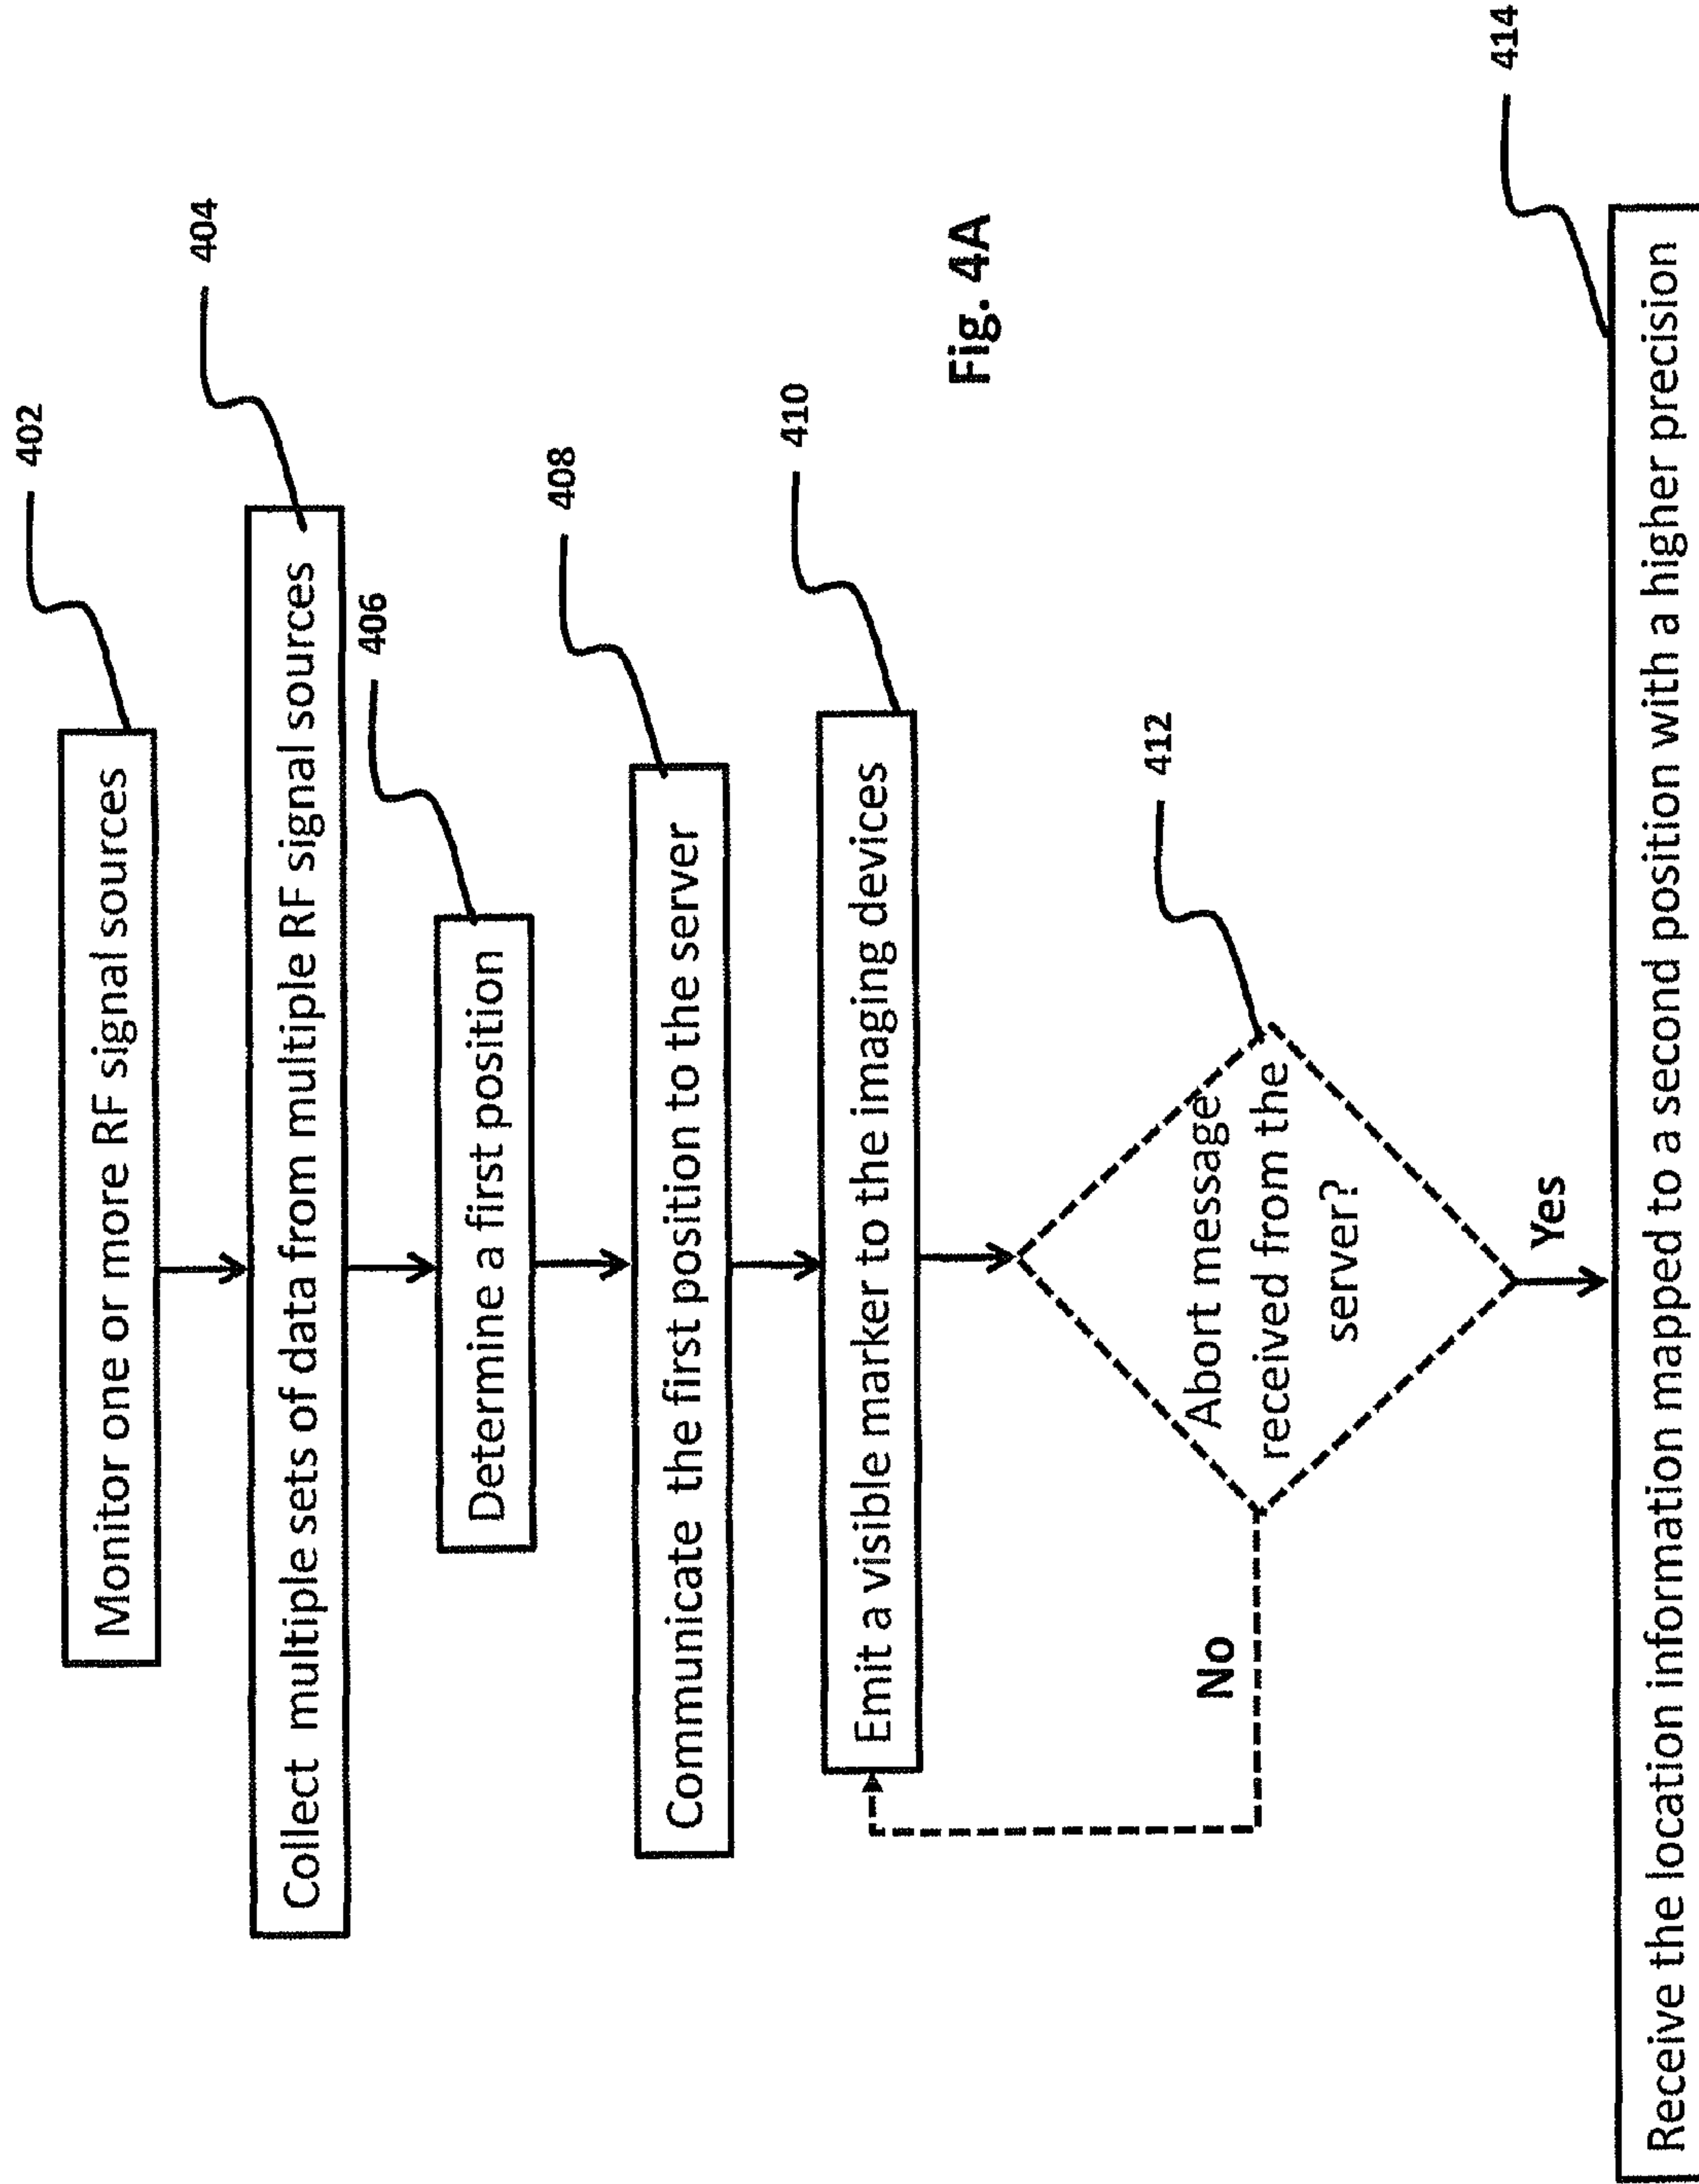 402
Monitor one or more RF signal sources
404
Collect multiple sets of data from multiple RF signal sources
406
Determine a first position
408
Communicate the first position to the server
410
Emit a visible marker to the imaging devices
412
Abort message
received from the
server?
No
Yes
414
Receive the location information mapped to a second position with a higher precision
Fig. 4A